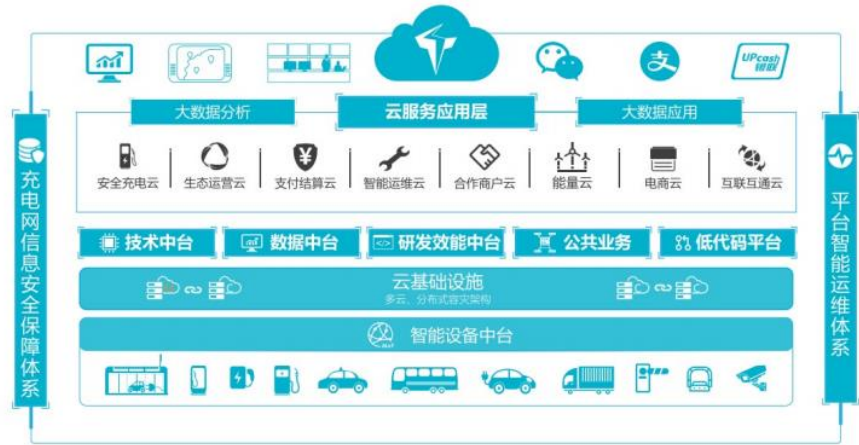 UPcash
银联
大数据分析
云服务应用层
大数据应用
安全充电云
生态运营云
支付结算云
智能运维云
合作商户云
能量云
电商云
互联互通云
充电网信息安全保障体系
平台智能运维体系
技术中台
数据中台
研发效能中台
公共业务
低代码平台
云基础设施
多云、分布式容灾架构
智能设备中台